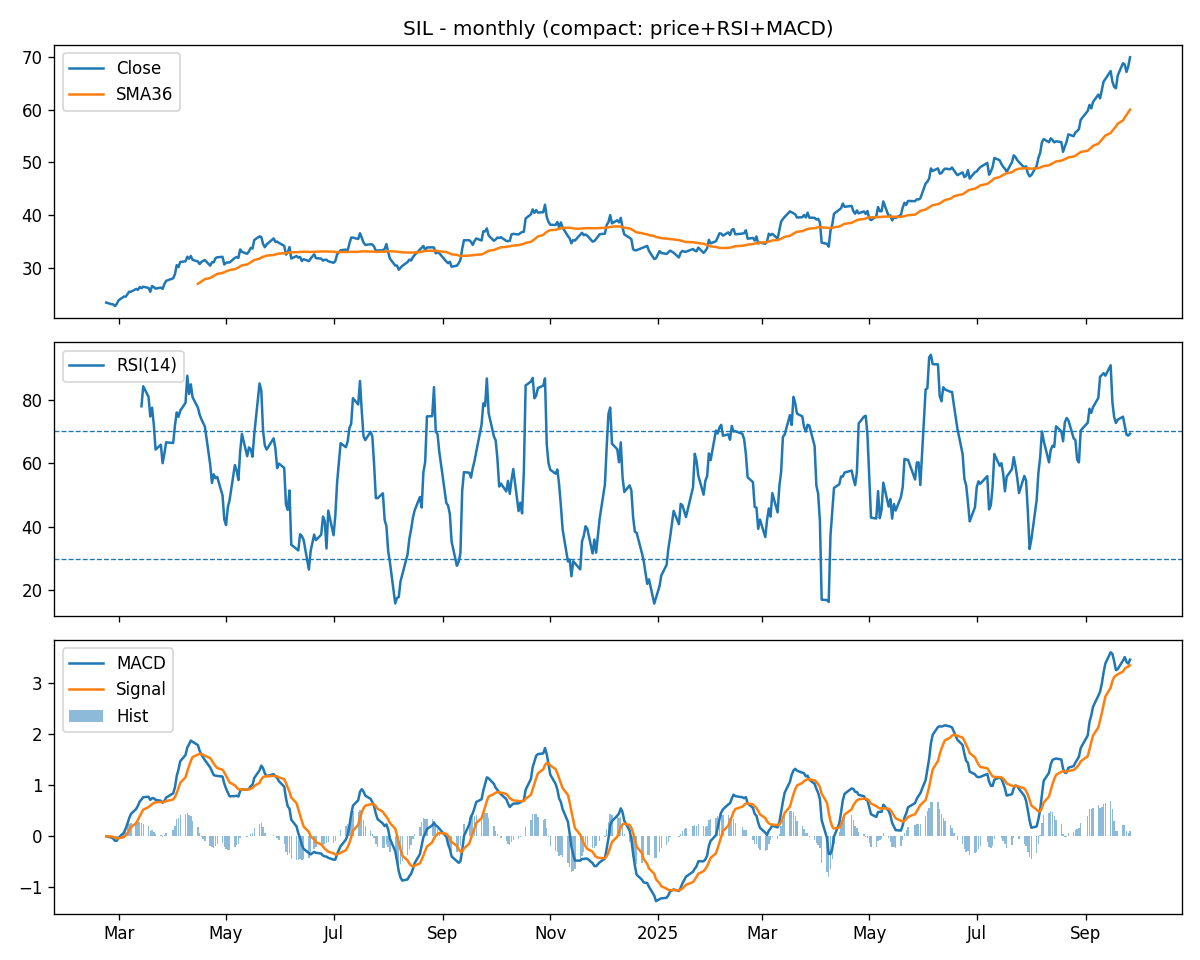 SIL - monthly (compact: price+RSI+MACD)
70
60
50
40
30
Close
SMA36
80
60
40
20
RSI(14)
3
2
1
0
−1
MACD
Signal
Hist
Mar May Jul Sep Nov 2025 Mar May Jul Sep